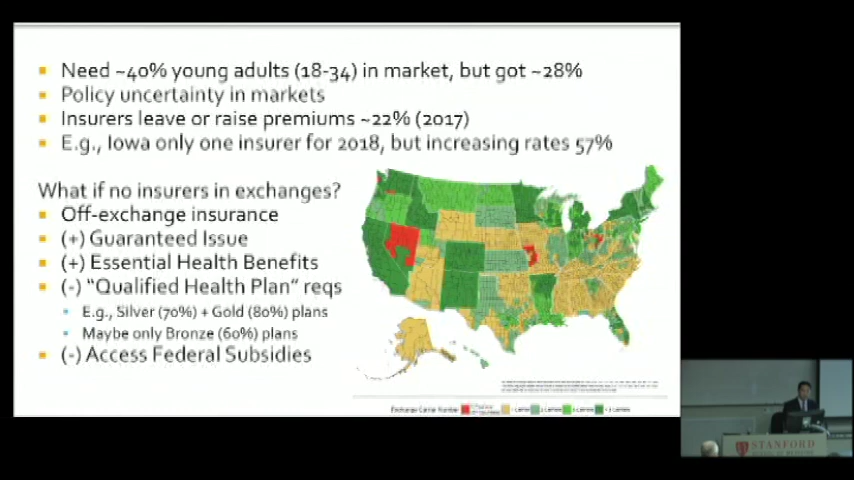 Need ~40% young adults (18-34) in market, but got ~28%
Policy uncertainty in markets
Insurers leave or raise premiums ~22% (2017)
E.g., Iowa only one insurer for 2018, but increasing rates 57%
What if no insurers in exchanges?
Off-exchange insurance
(+) Guaranteed Issue
(+) Essential Health Benefits
(-) “Qualified Health Plan” reqs
E.g., Silver (70%) + Gold (80%) plans
Maybe only Bronze (60%) plans
(-) Access Federal Subsidies
Exchange Carrier Number
STANFORD